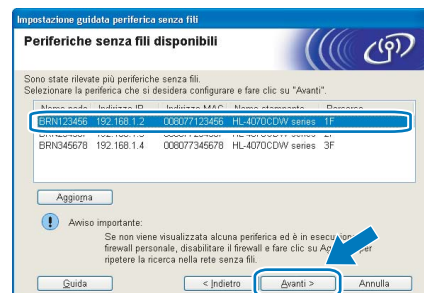 Impostazione guidata periferica senza fili
Periferiche senza fili disponibili
Sono state rilevate più periferiche senza fili.
Selezionare la periferica che si desidera configurare e fare clic su "Avanti".
Nome nodo Indirizzo IP Indirizzo MAC Nome stampante Percorso
BRN123456 192.168.1.2 008077123456 HL-4070CDW series 1F
BRN345678 192.168.1.4 008077345678 HL-4070CDW series 3F
Aggiorna
Avviso importante:
Se non viene visualizzata alcuna periferica ed è in
firewall personale, disabilitare il firewall e fare clic su per
ripetere la ricerca nella rete senza fili.
Guida
< Indietro
Avanti >
Annulla